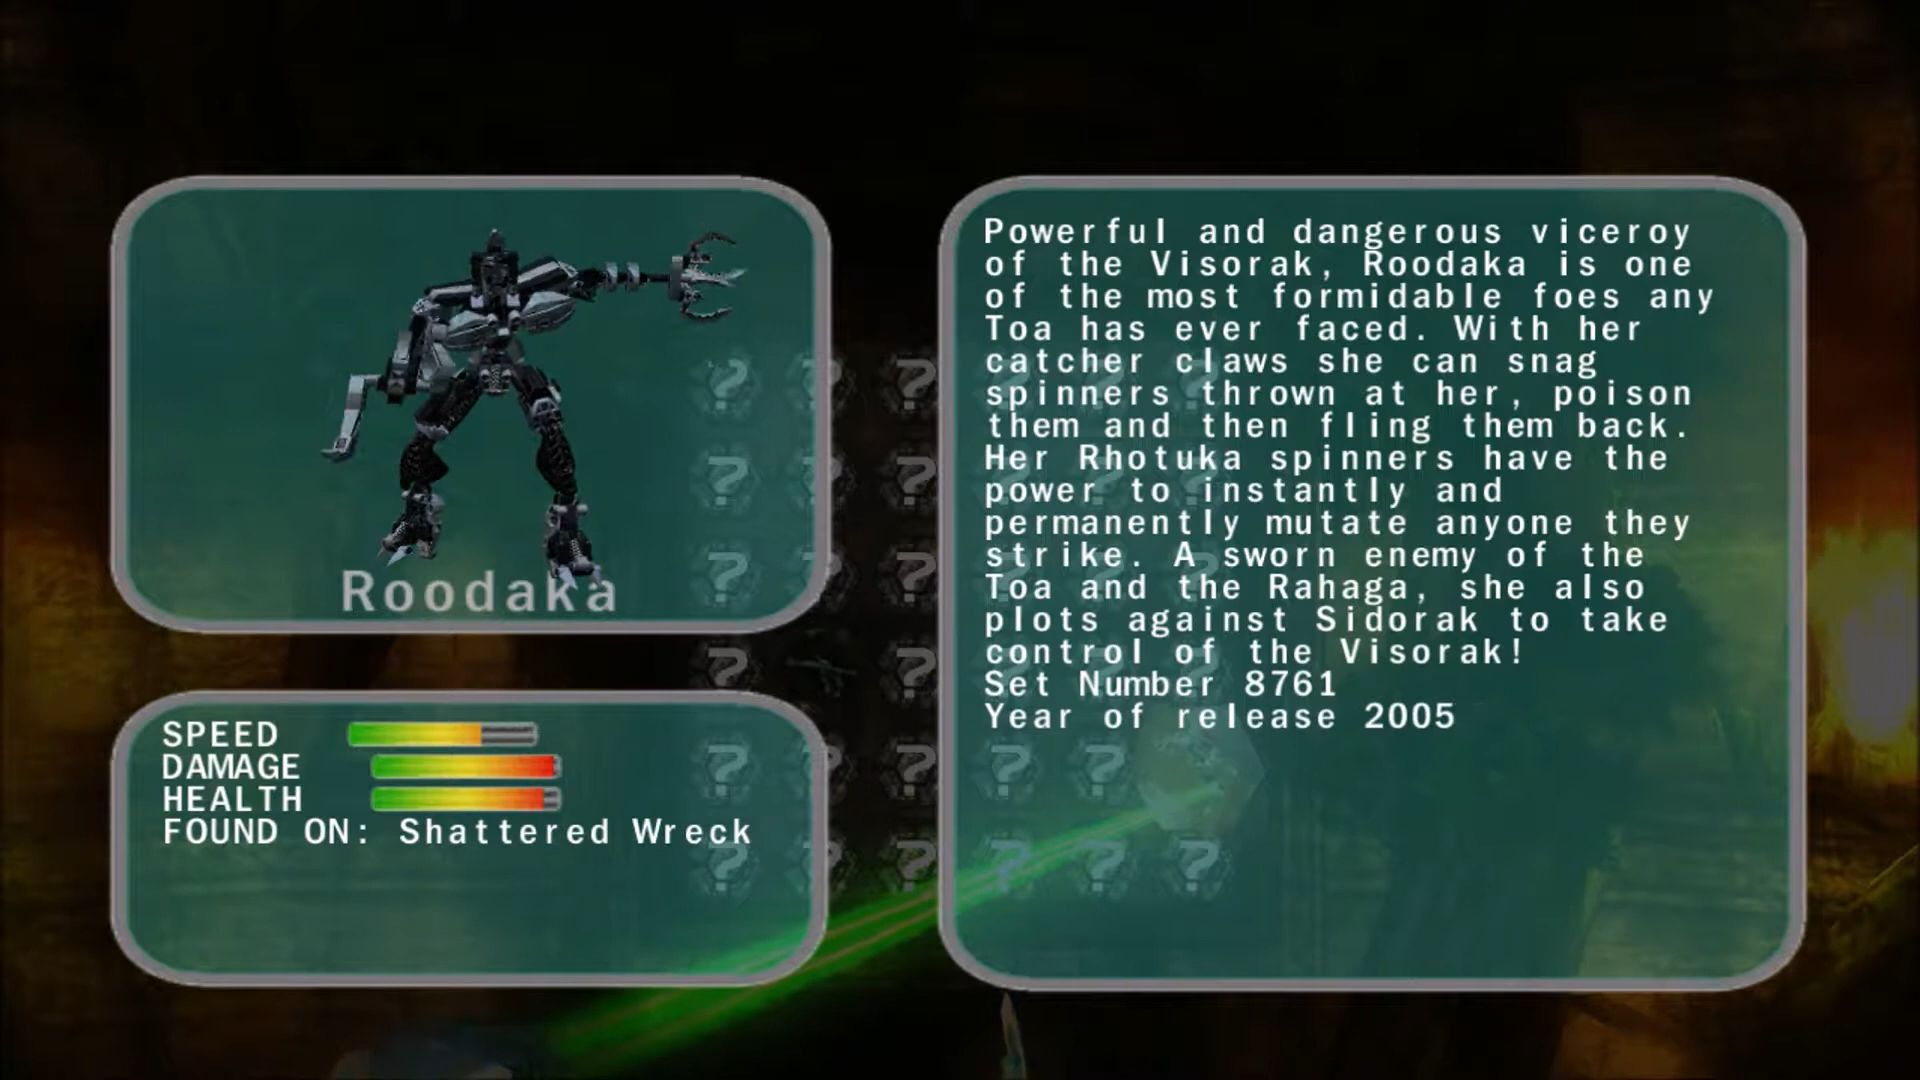 Roodaka
SPEED
DAMAGE
HEALTH
FOUND ON: Shattered Wreck
Powerful and dangerous viceroy
of the Visorak, Roodaka is one
of the most formidable foes any
Toa has ever faced. With her
catcher claws she can snag
spinners thrown at her, poison
them and then fling them back.
Her Rhotuka spinners have the
power to instantly and
permanently mutate anyone they
strike. A sworn enemy of the
Toa and the Rahaga, she also
plots against Sidorak to take
control of the Visorak!
Set Number 8761
Year of release 2005